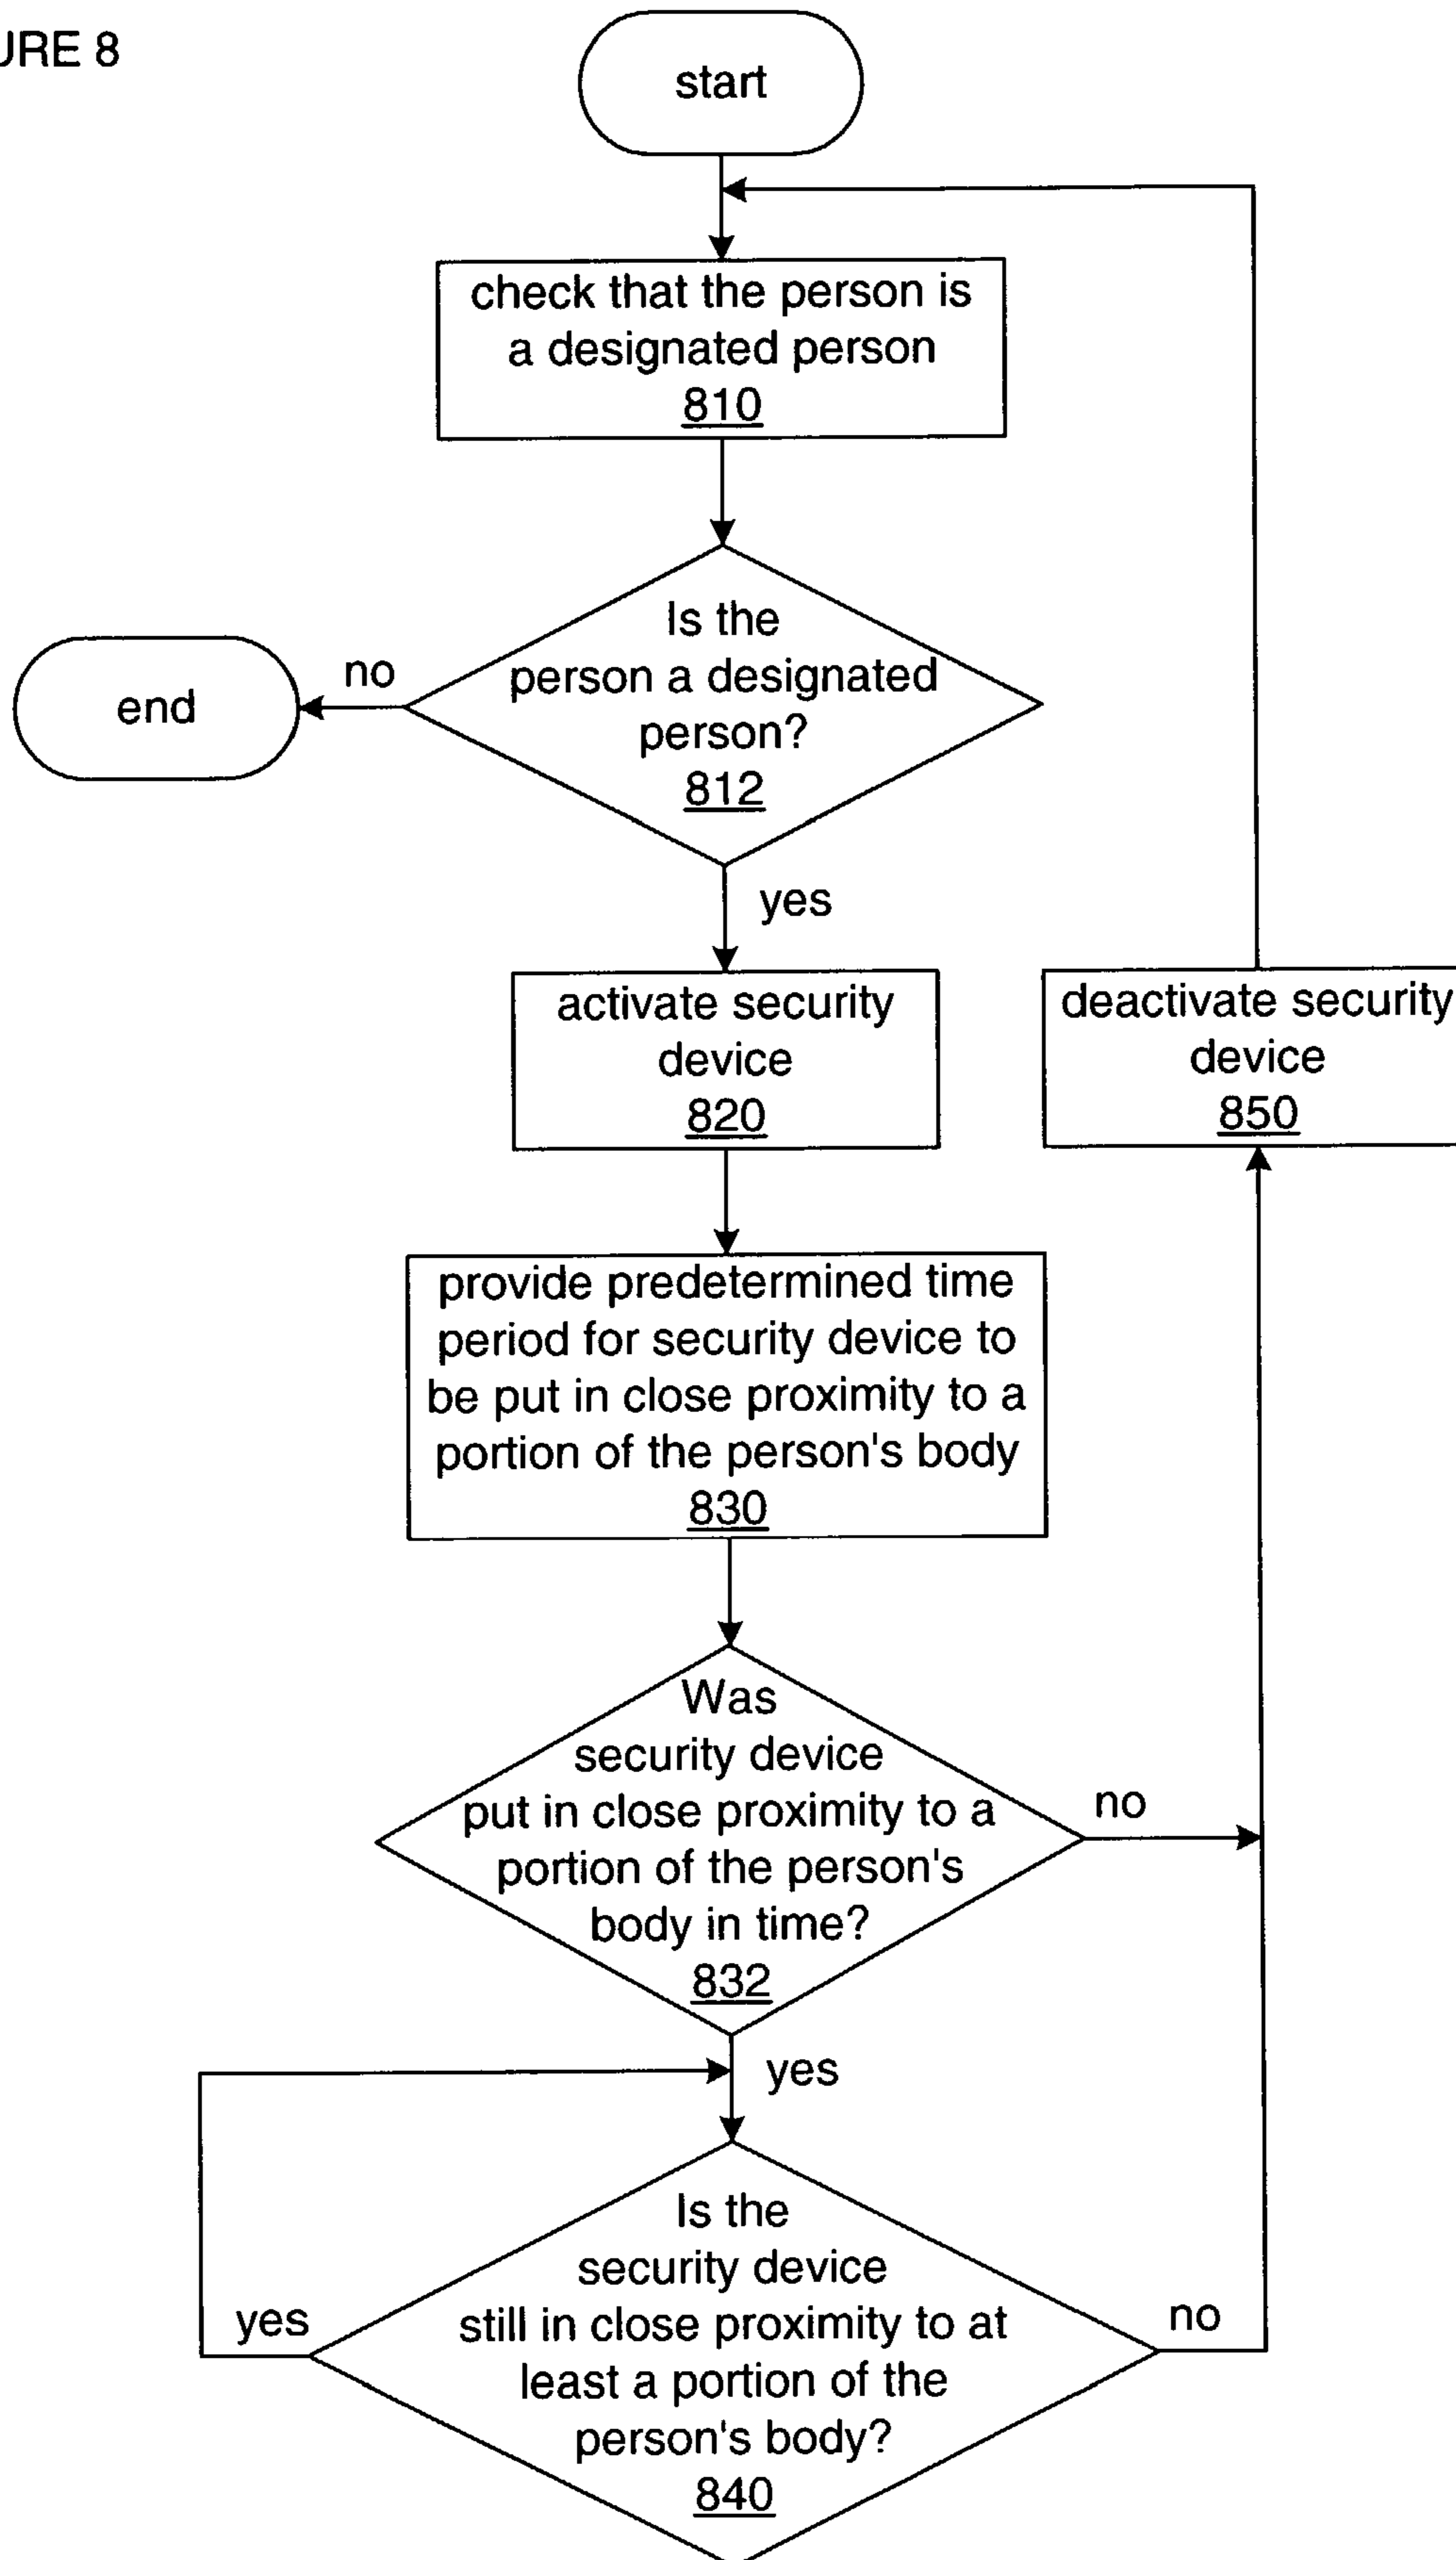 URE 8
start
check that the person is
a designated person
810
Is the
person a designated
person?
812
no
end
yes
activate security
device
820
deactivate security
device
850
provide predetermined time
period for security device to
be put in close proximity to a
portion of the person's body
830
Was
security device
put in close proximity to a
portion of the person's
body in time?
832
no
yes
Is the
security device
still in close proximity to at
least a portion of the
person's body?
840
yes
no